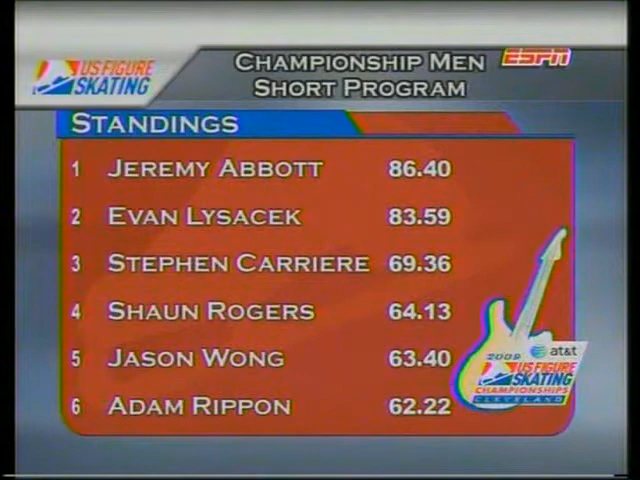 US FIGURE
SKATING
CHAMPIONSHIP MEN
SHORT PROGRAM
ESPN
STANDINGS
1 JEREMY ABBOTT 86.40
2 EVAN LYSACEK 83.59
3 STEPHEN CARRIERE 69.36
4 SHAUN ROGERS 64.13
5 JASON WONG 63.40
6 ADAM RIPPON 62.22
2009 at&t
US FIGURE
SKATING
CHAMPIONSHIPS
CLEVELAND